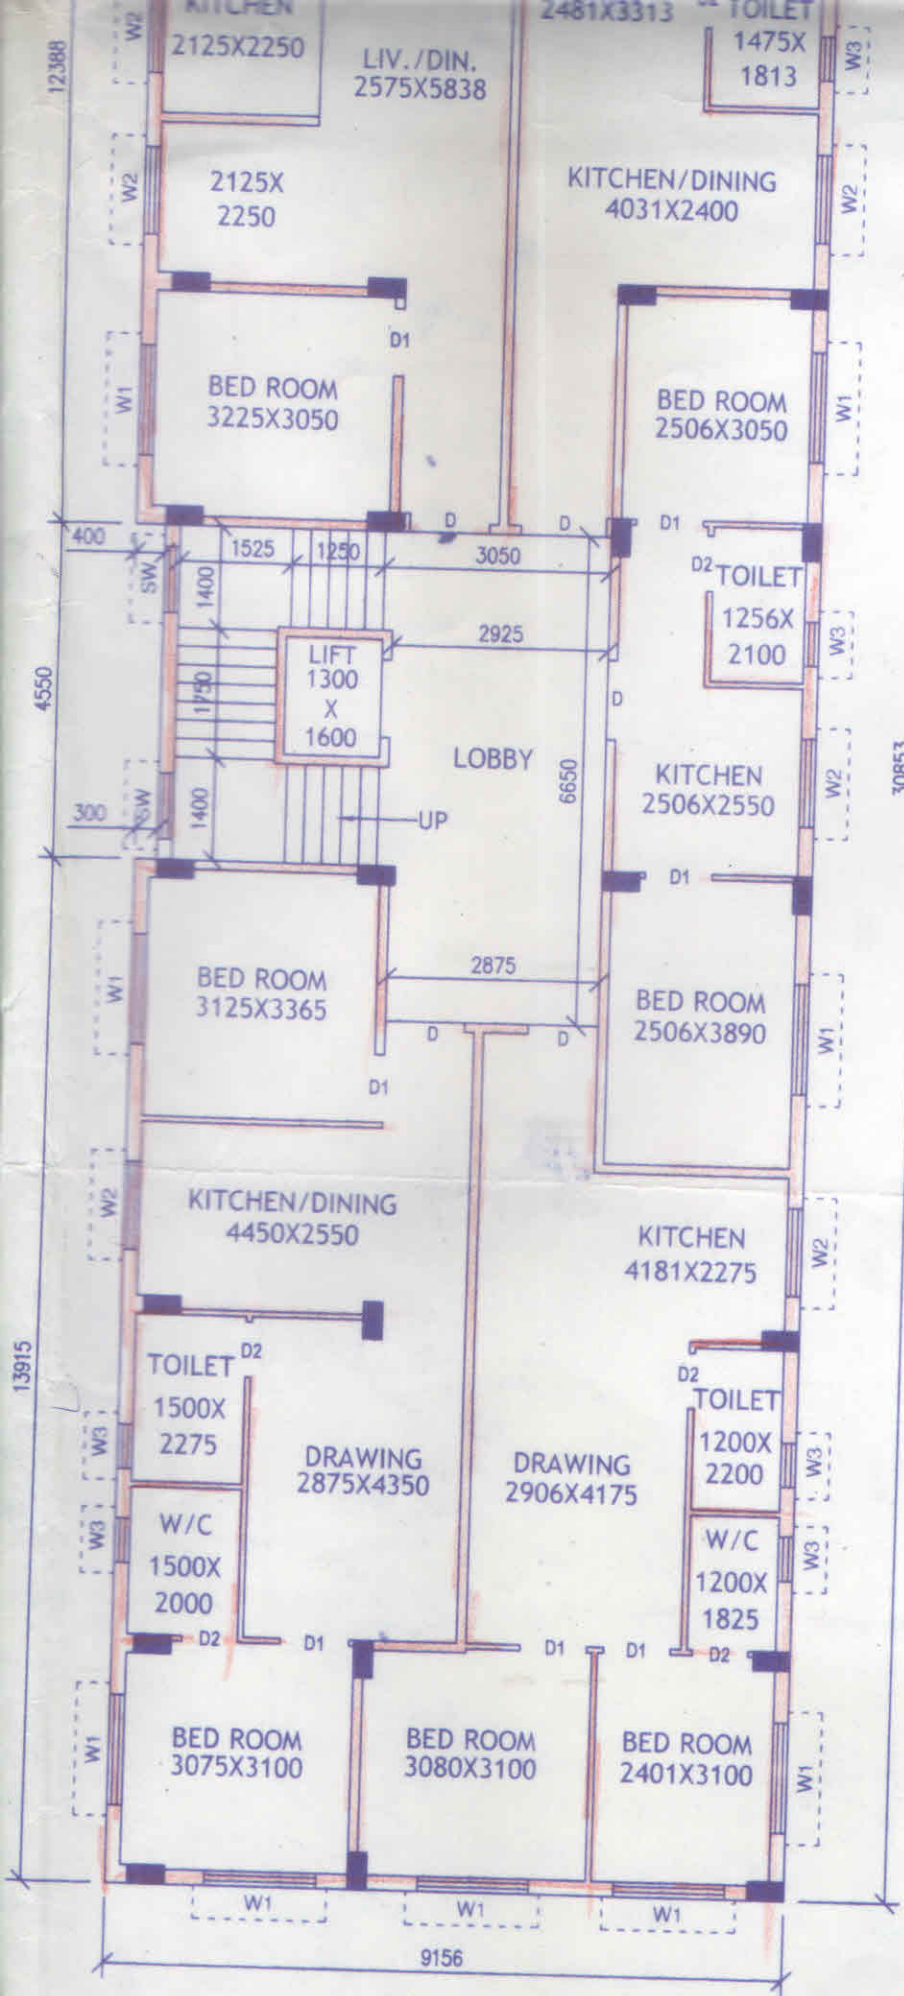 KITCHEN
2125X2250
W2
12388
LIV./DIN.
2575X5838
2481X3313
TOILET
1475X
1813
W3
W2
2125X
2250
KITCHEN/DINING
4031X2400
W2
W1
BED ROOM
3225X3050
D1
BED ROOM
2506X3050
W1
D
D
D1
400
SW
1525
1250
3050
1400
D2
TOILET
1256X
2100
W3
2925
LIFT
1300
X
1600
1750
4550
D
LOBBY
6650
KITCHEN
2506X2550
W2
30853
300
SW
1400
UP
D1
W1
BED ROOM
3125X3365
2875
BED ROOM
2506X3890
W1
D
D
D1
W2
KITCHEN/DINING
4450X2550
KITCHEN
4181X2275
W2
13915
TOILET
1500X
2275
D2
W3
D2
TOILET
1200X
2200
W3
DRAWING
2875X4350
DRAWING
2906X4175
W3
W/C
1500X
2000
W/C
1200X
1825
W3
D2
D1
D1
D1
D2
W1
BED ROOM
3075X3100
BED ROOM
3080X3100
BED ROOM
2401X3100
W1
W1
W1
W1
9156